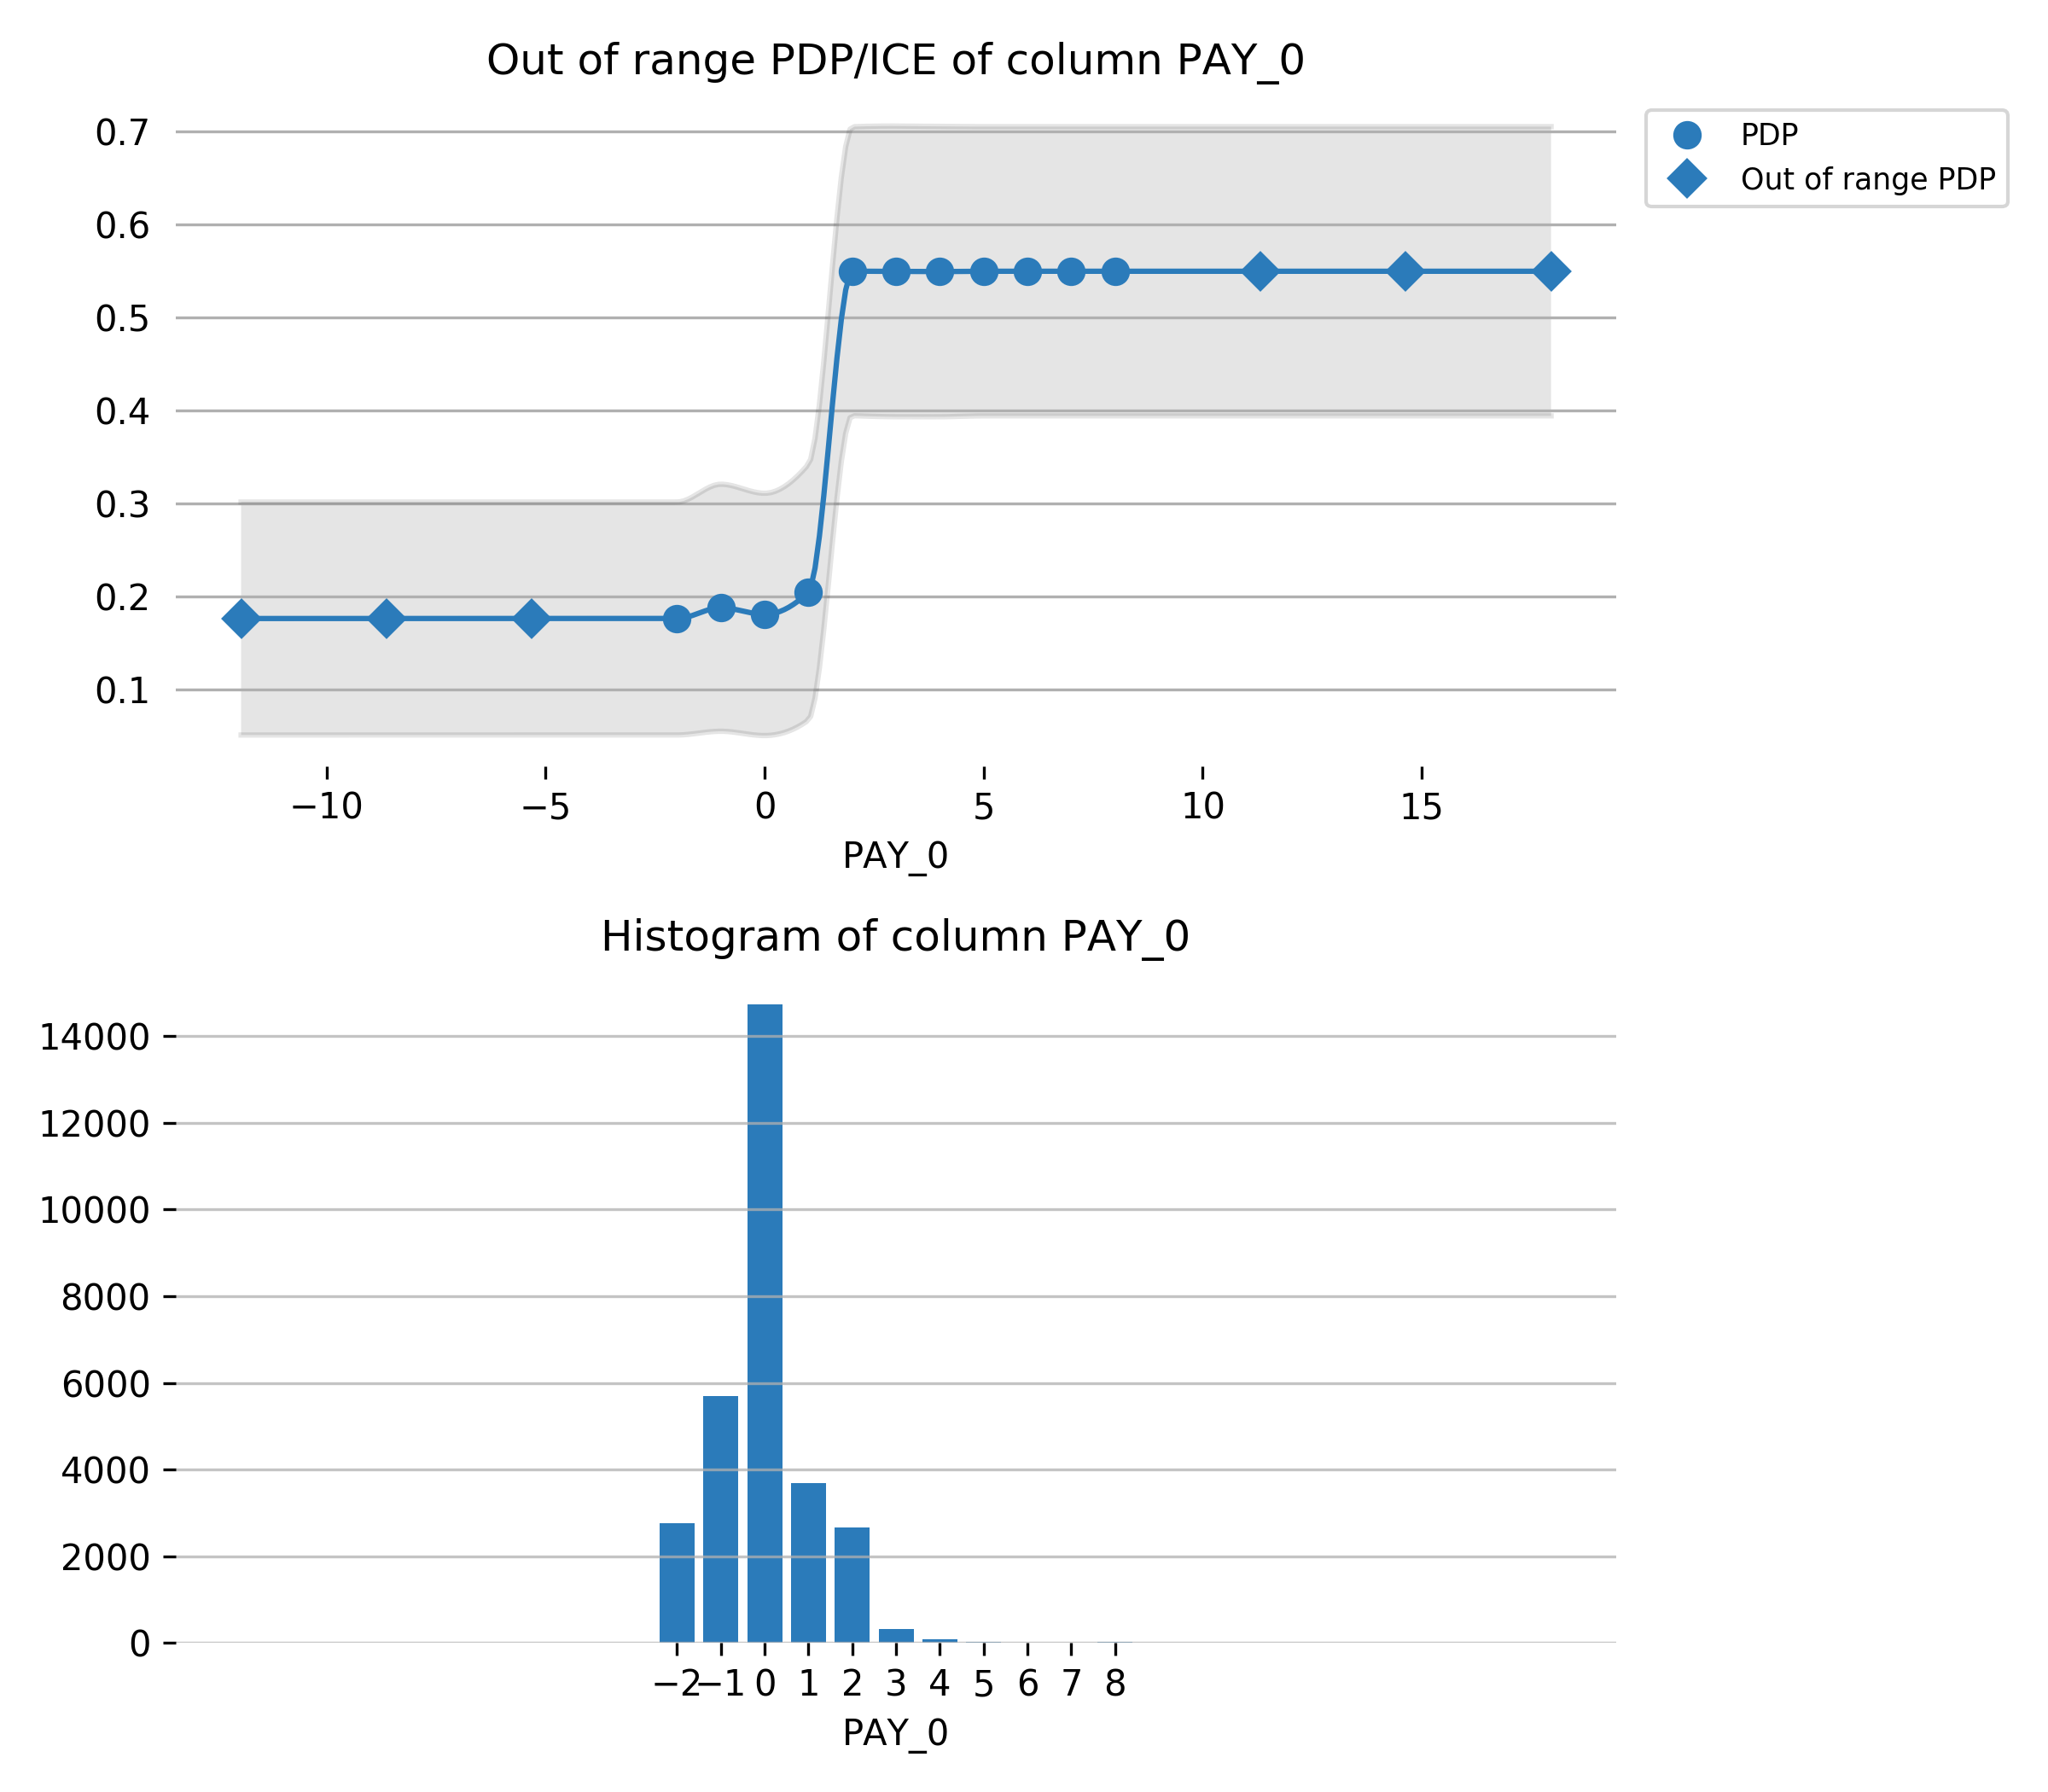 Out of range PDP/ICE of column PAY_0
0.7
0.6
0.5
0.4
0.3
0.2
0.1
−10 −5 0 5 10 15
PAY_0
PDP
Out of range PDP
Histogram of column PAY_0
14000
12000
10000
8000
6000
4000
2000
0
−2 −1 0 1 2 3 4 5 6 7 8
PAY_0